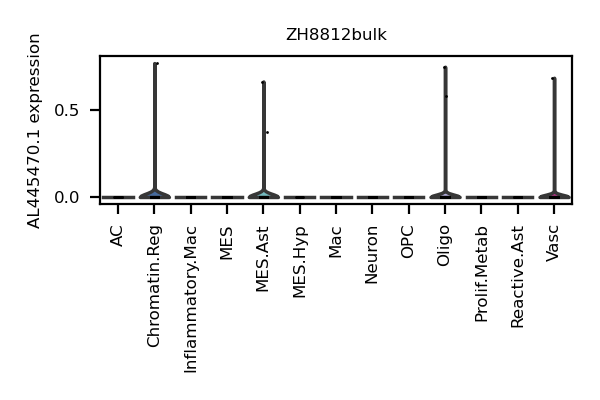 ZH8812bulk
AL445470.1 expression
0.5
0.0
AC
Chromatin.Reg
Inflammatory.Mac
MES
MES.Ast
MES.Hyp
Mac
Neuron
OPC
Oligo
Prolif.Metab
Reactive.Ast
Vasc